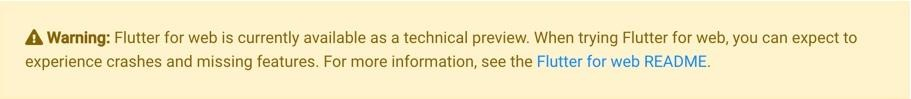 Warning: Flutter for web is currently available as a technical preview. When trying Flutter for web, you can expect to
experience crashes and missing features. For more information, see the Flutter for web README.